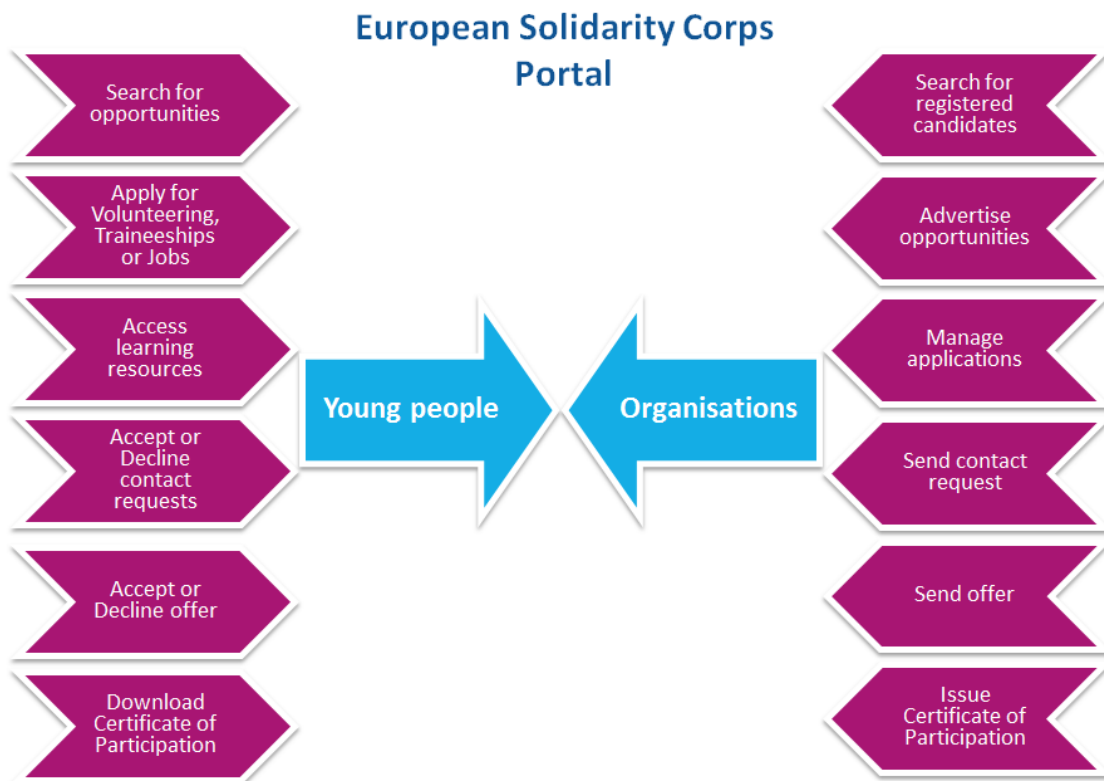 European Solidarity Corps
Portal
Search for
opportunities
Apply for
Volunteering,
Traineeships
or Jobs
Access
learning
resources
Accept or
Decline
contact
requests
Accept or
Decline offer
Download
Certificate of
Participation
Young people
Organisations
Search for
registered
candidates
Advertise
opportunities
Manage
applications
Send contact
request
Send offer
Issue
Certificate of
Participation